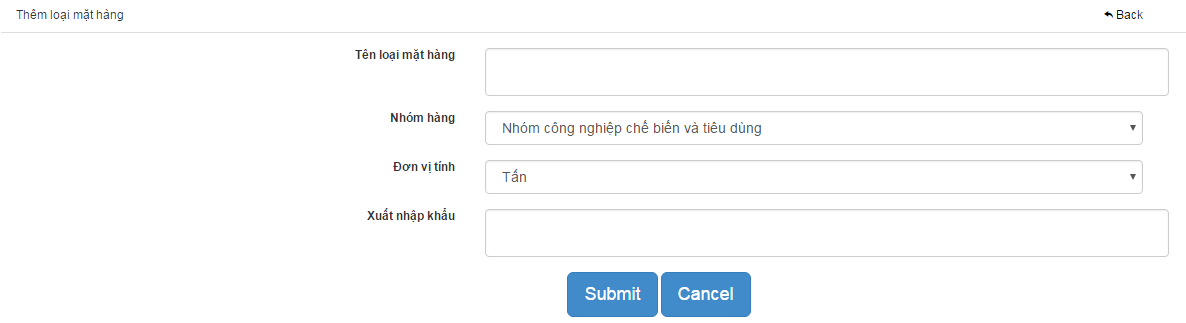 Thêm loại mặt hàng
Back
Tên loại mặt hàng
Nhóm hàng
Nhóm công nghiệp chế biến và tiêu dùng
Đơn vị tính
Tấn
Xuất nhập khẩu
Submit
Cancel